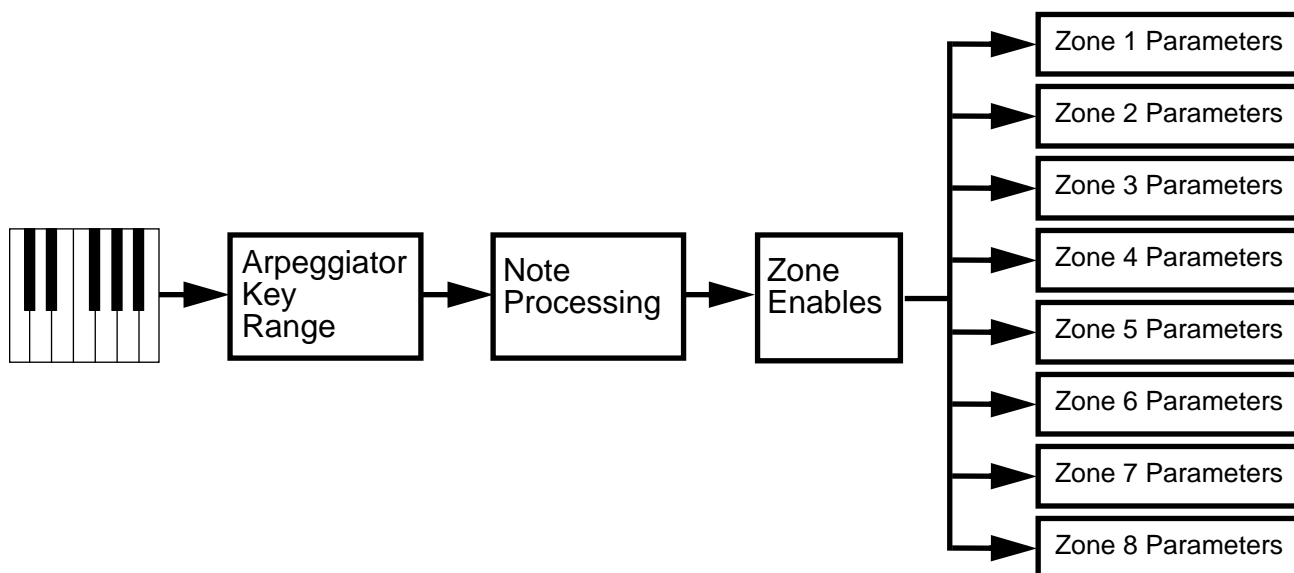 Arpeggiator
Key
Range
Note
Processing
Zone
Enables
Zone 1 Parameters
Zone 2 Parameters
Zone 3 Parameters
Zone 4 Parameters
Zone 5 Parameters
Zone 6 Parameters
Zone 7 Parameters
Zone 8 Parameters